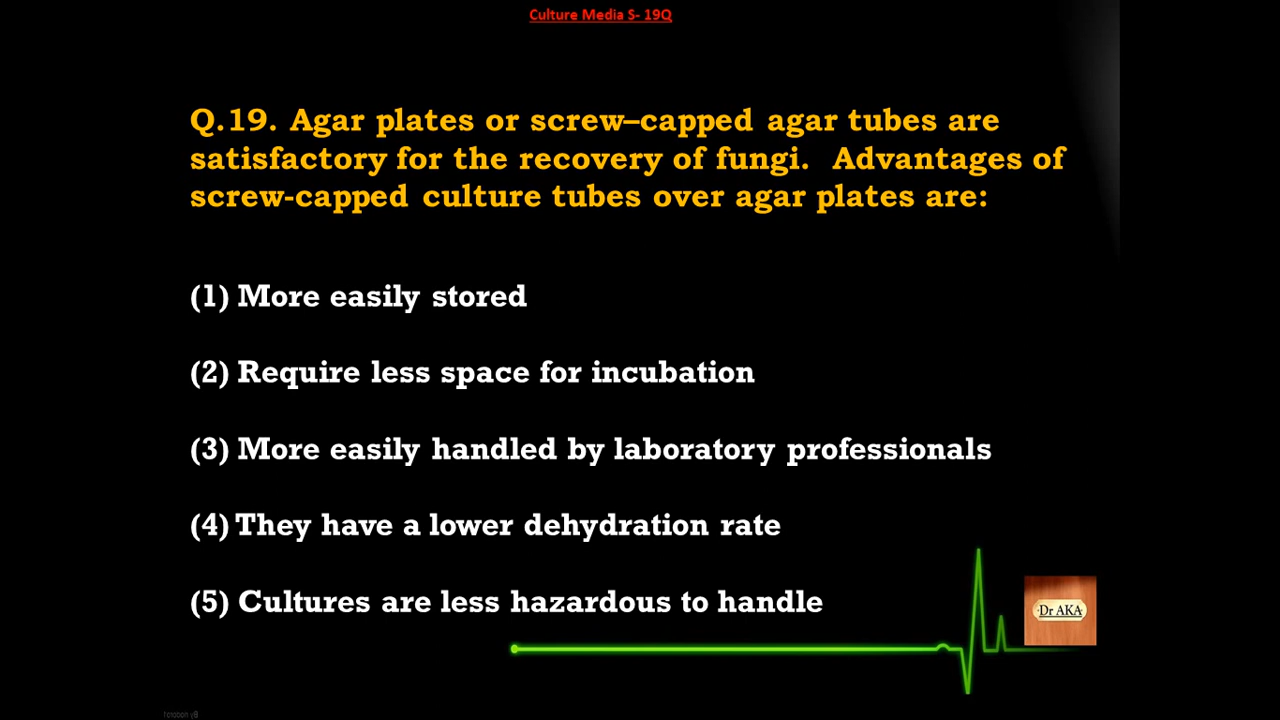 Culture Media S- 19Q
Q.19. Agar plates or screw–capped agar tubes are
satisfactory for the recovery of fungi. Advantages of
screw-capped culture tubes over agar plates are:
(1) More easily stored
(2) Require less space for incubation
(3) More easily handled by laboratory professionals
(4) They have a lower dehydration rate
(5) Cultures are less hazardous to handle
Dr AKA